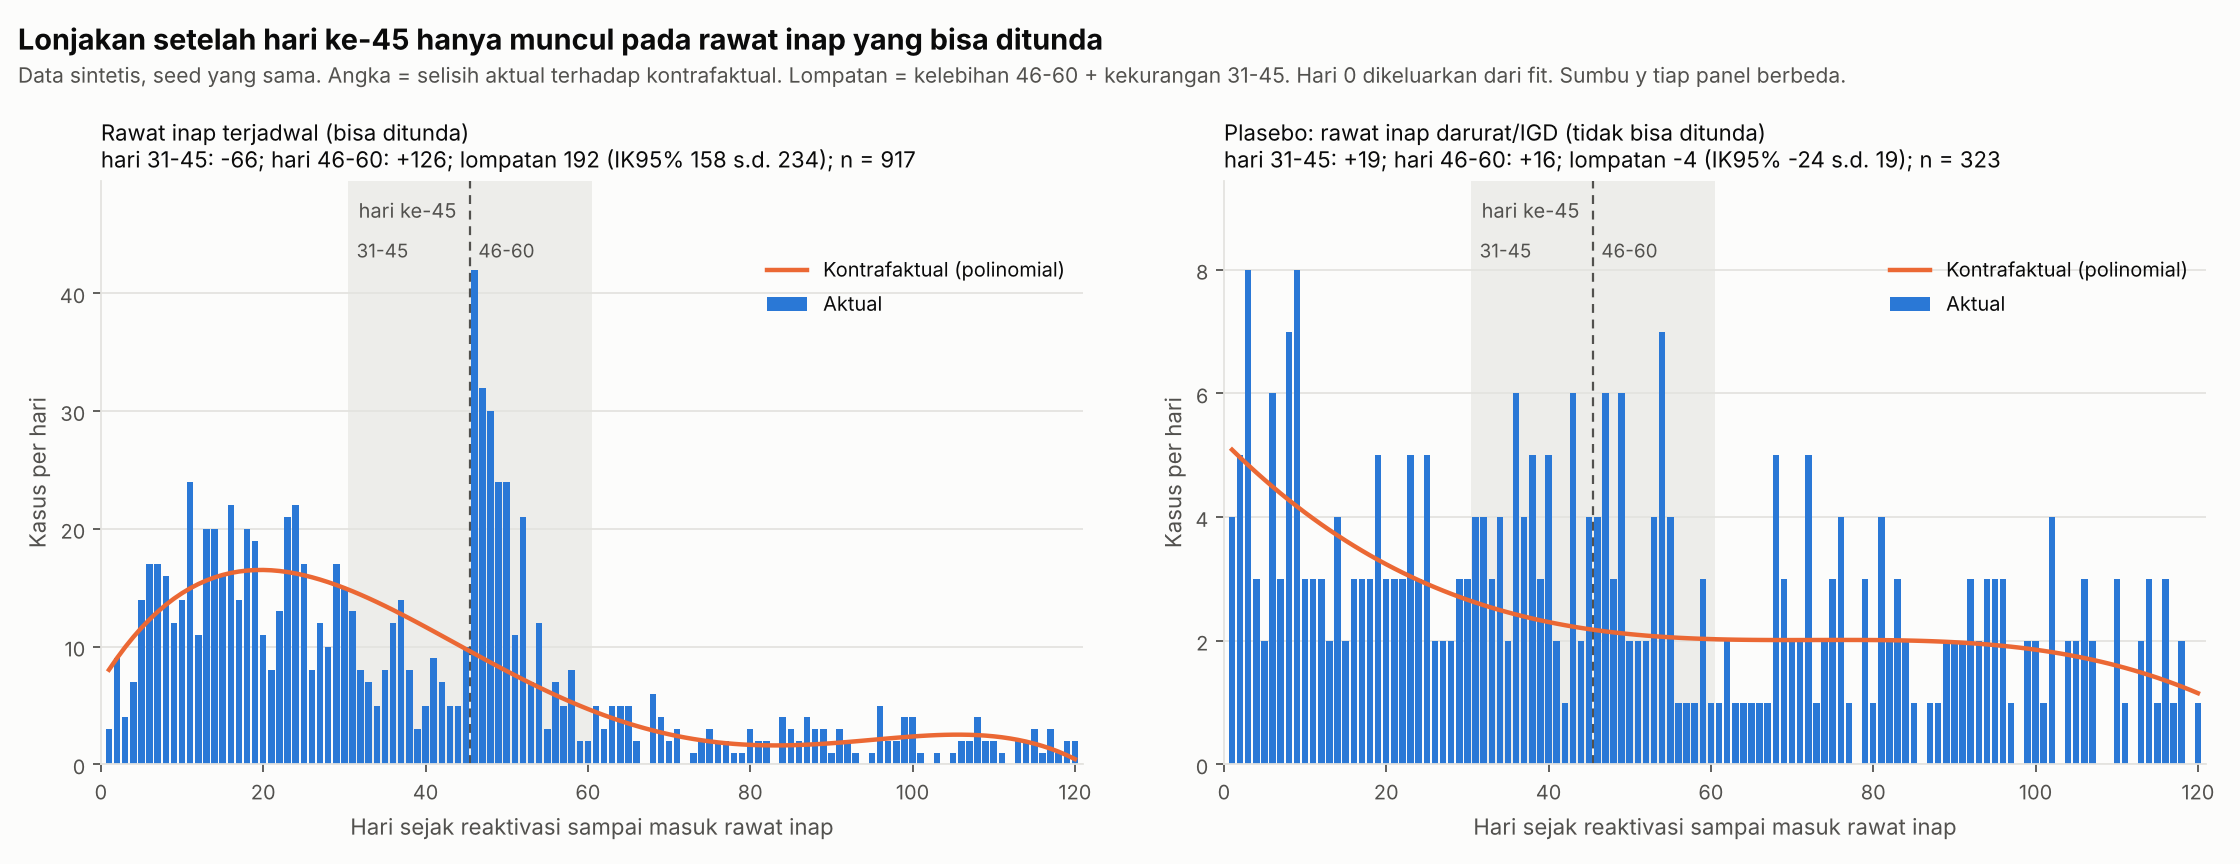 Lonjakan setelah hari ke-45 hanya muncul pada rawat inap yang bisa ditunda
Data sintetis, seed yang sama. Angka = selisih aktual terhadap kontrafaktual. Lompatan = kelebihan 46-60 + kekurangan 31-45. Hari 0 dikeluarkan dari fit. Sumbu y tiap panel berbeda.
Rawat inap terjadwal (bisa ditunda)
hari 31-45: -66; hari 46-60: +126; lompatan 192 (IK95% 158 s.d. 234); n = 917
hari ke-45
31-45
46-60
Kontrafaktual (polinomial)
Aktual
Kasus per hari
40
30
20
10
0
0
20
40
60
80
100
120
Hari sejak reaktivasi sampai masuk rawat inap
Plasebo: rawat inap darurat/IGD (tidak bisa ditunda)
hari 31-45: +19; hari 46-60: +16; lompatan -4 (IK95% -24 s.d. 19); n = 323
hari ke-45
31-45
46-60
Kontrafaktual (polinomial)
Aktual
Kasus per hari
8
6
4
2
0
0
20
40
60
80
100
120
Hari sejak reaktivasi sampai masuk rawat inap